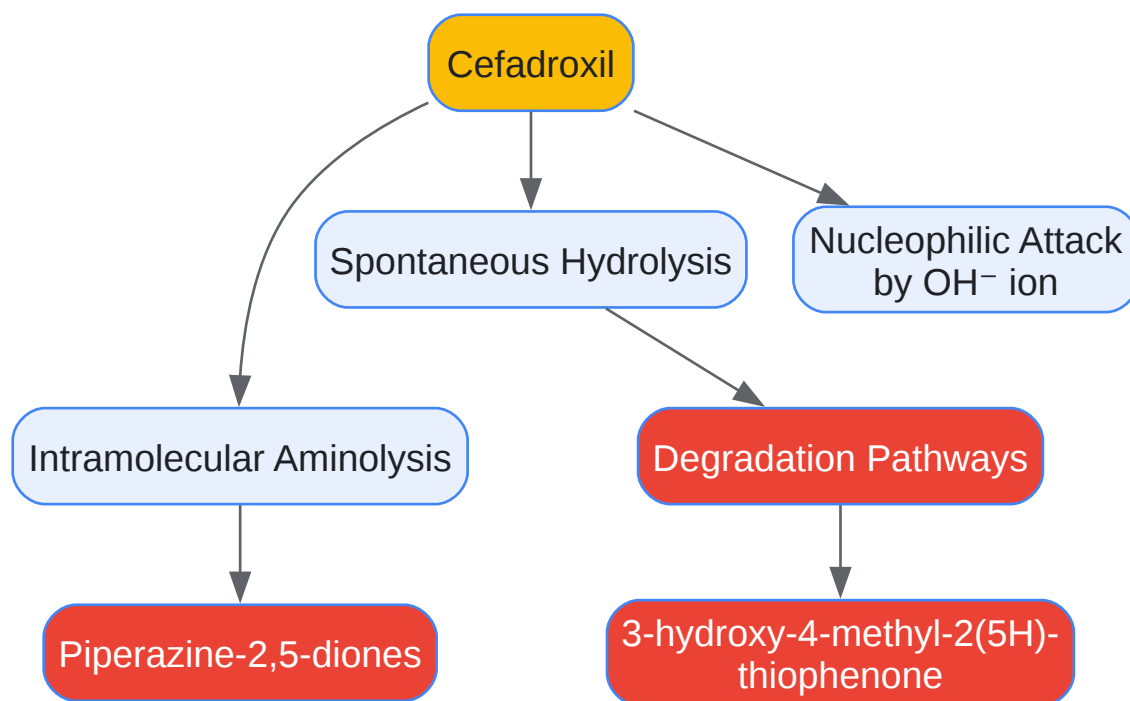 Cefadroxil
Spontaneous Hydrolysis
Nucleophilic Attack
by OH⁻ ion
Intramolecular Aminolysis
Degradation Pathways
Piperazine-2,5-diones
3-hydroxy-4-methyl-2(5H)-
thiophenone